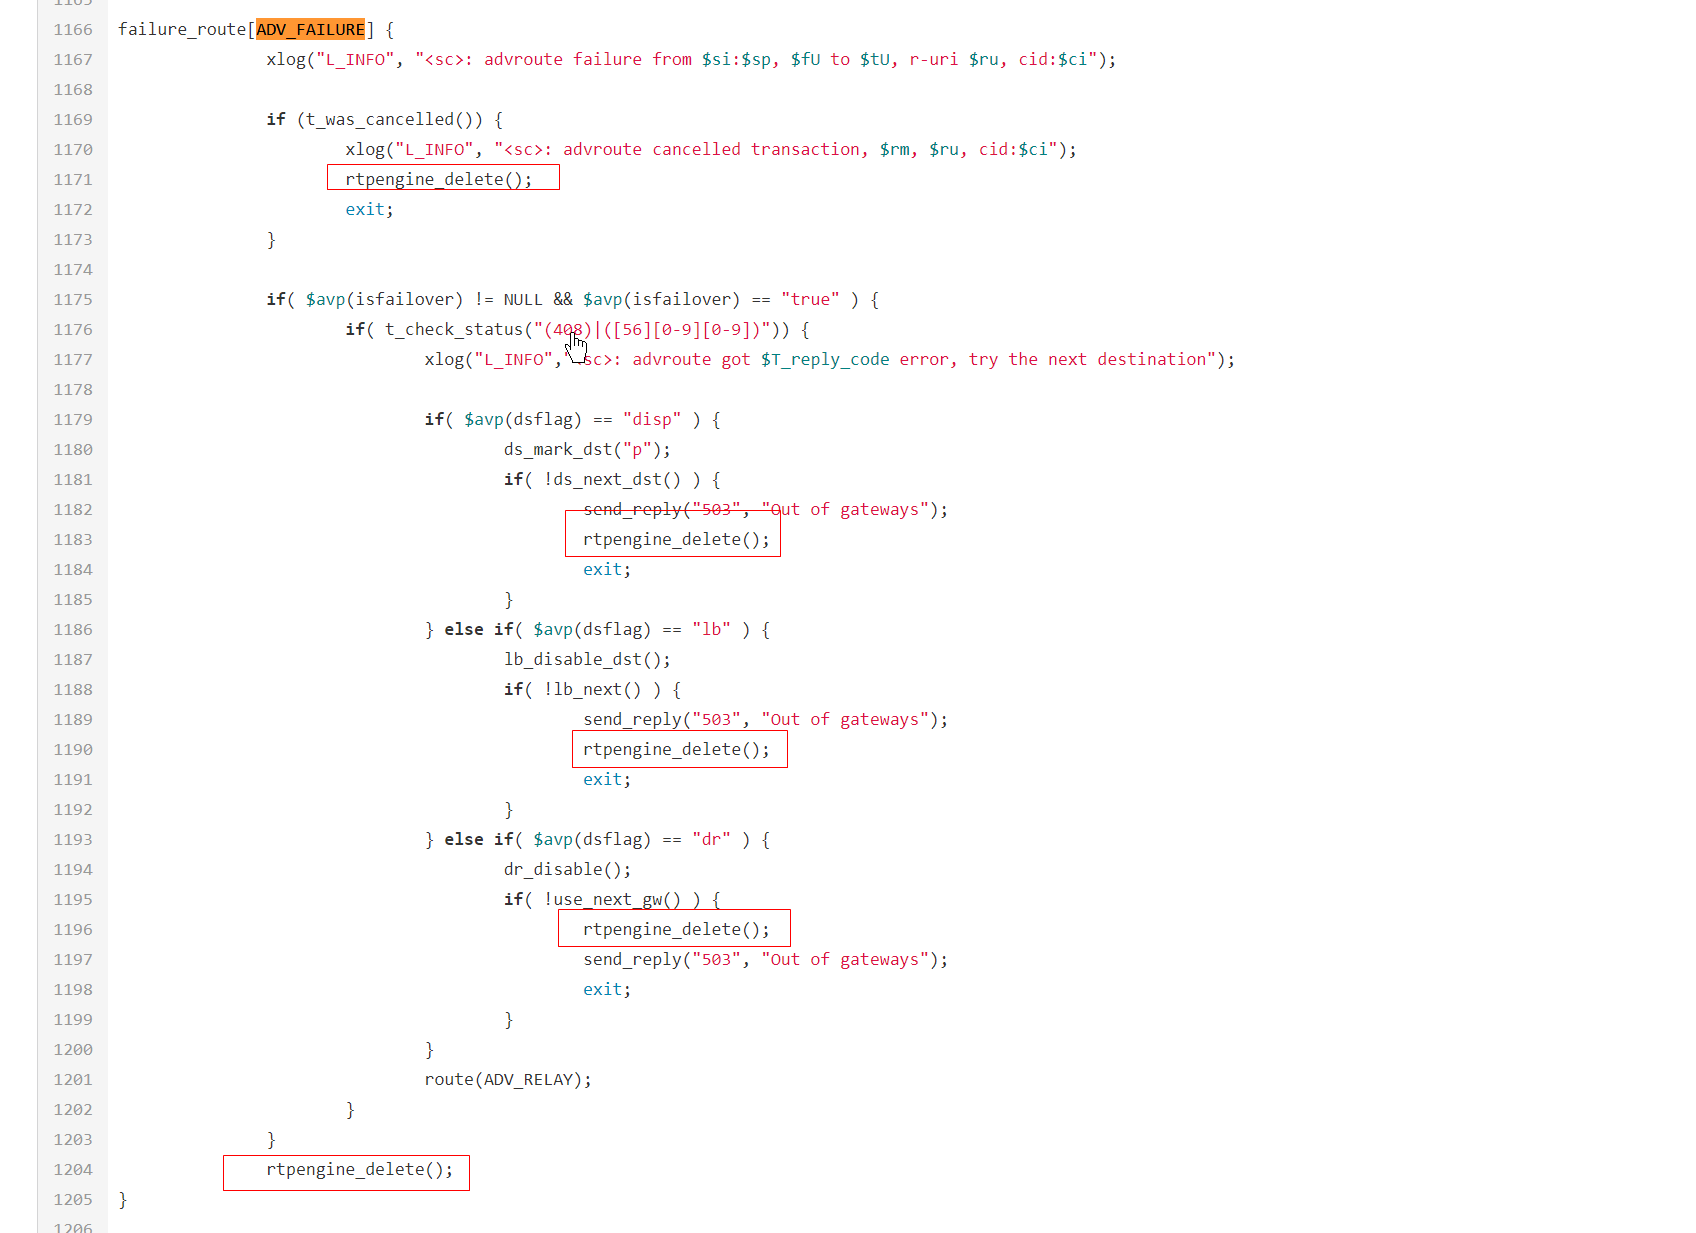 1165
1166 failure_route[ADV_FAILURE] {
1167 xlog("L_INFO", "<sc>: advroute failure from $si:$sp, $fU to $tU, r-uri $ru, cid:$ci");
1168
1169 if (t_was_cancelled()) {
1170 xlog("L_INFO", "<sc>: advroute cancelled transaction, $rm, $ru, cid:$ci");
1171 rtpengine_delete();
1172 exit;
1173 }
1174
1175 if( $avp(isfailover) != NULL && $avp(isfailover) == "true" ) {
1176 if( t_check_status("(408)|([56][0-9][0-9])")) {
1177 xlog("L_INFO","<sc>: advroute got $T_reply_code error, try the next destination");
1178
1179 if( $avp(dsflag) == "disp" ) {
1180 ds_mark_dst("p");
1181 if( !ds_next_dst() ) {
1182 send_reply("503", "Out of gateways");
1183 rtpengine_delete();
1184 exit;
1185 }
1186 } else if( $avp(dsflag) == "lb" ) {
1187 lb_disable_dst();
1188 if( !lb_next() ) {
1189 send_reply("503", "Out of gateways");
1190 rtpengine_delete();
1191 exit;
1192 }
1193 } else if( $avp(dsflag) == "dr" ) {
1194 dr_disable();
1195 if( !use_next_gw() ) {
1196 rtpengine_delete();
1197 send_reply("503", "Out of gateways");
1198 exit;
1199 }
1200 }
1201 route(ADV_RELAY);
1202 }
1203 }
1204 rtpengine_delete();
1205 }
1206